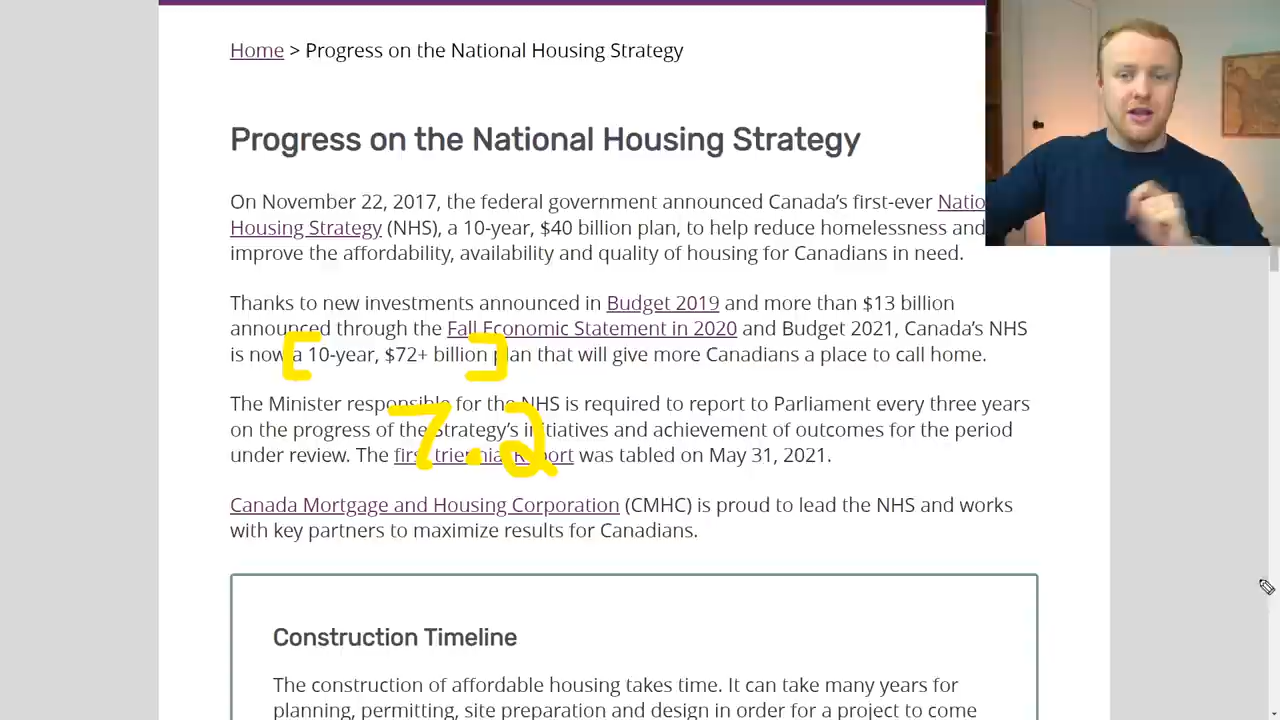 Home > Progress on the National Housing Strategy
Progress on the National Housing Strategy
On November 22, 2017, the federal government announced Canada's first-ever Natio
Housing Strategy (NHS), a 10-year, $40 billion plan, to help reduce homelessness and
improve the affordability, availability and quality of housing for Canadians in need.
Thanks to new investments announced in Budget 2019 and more than $13 billion
announced through the Fall Economic Statement in 2020 and Budget 2021, Canada's NHS
is now a 10-year, $72+ billion plan that will give more Canadians a place to call home.
[ ]
The Minister responsible for the NHS is required to report to Parliament every three years
on the progress of the Strategy's initiatives and achievement of outcomes for the period
under review. The first triennial Report was tabled on May 31, 2021.
7.2
Canada Mortgage and Housing Corporation (CMHC) is proud to lead the NHS and works
with key partners to maximize results for Canadians.
Construction Timeline
The construction of affordable housing takes time. It can take many years for
planning, permitting, site preparation and design in order for a project to come